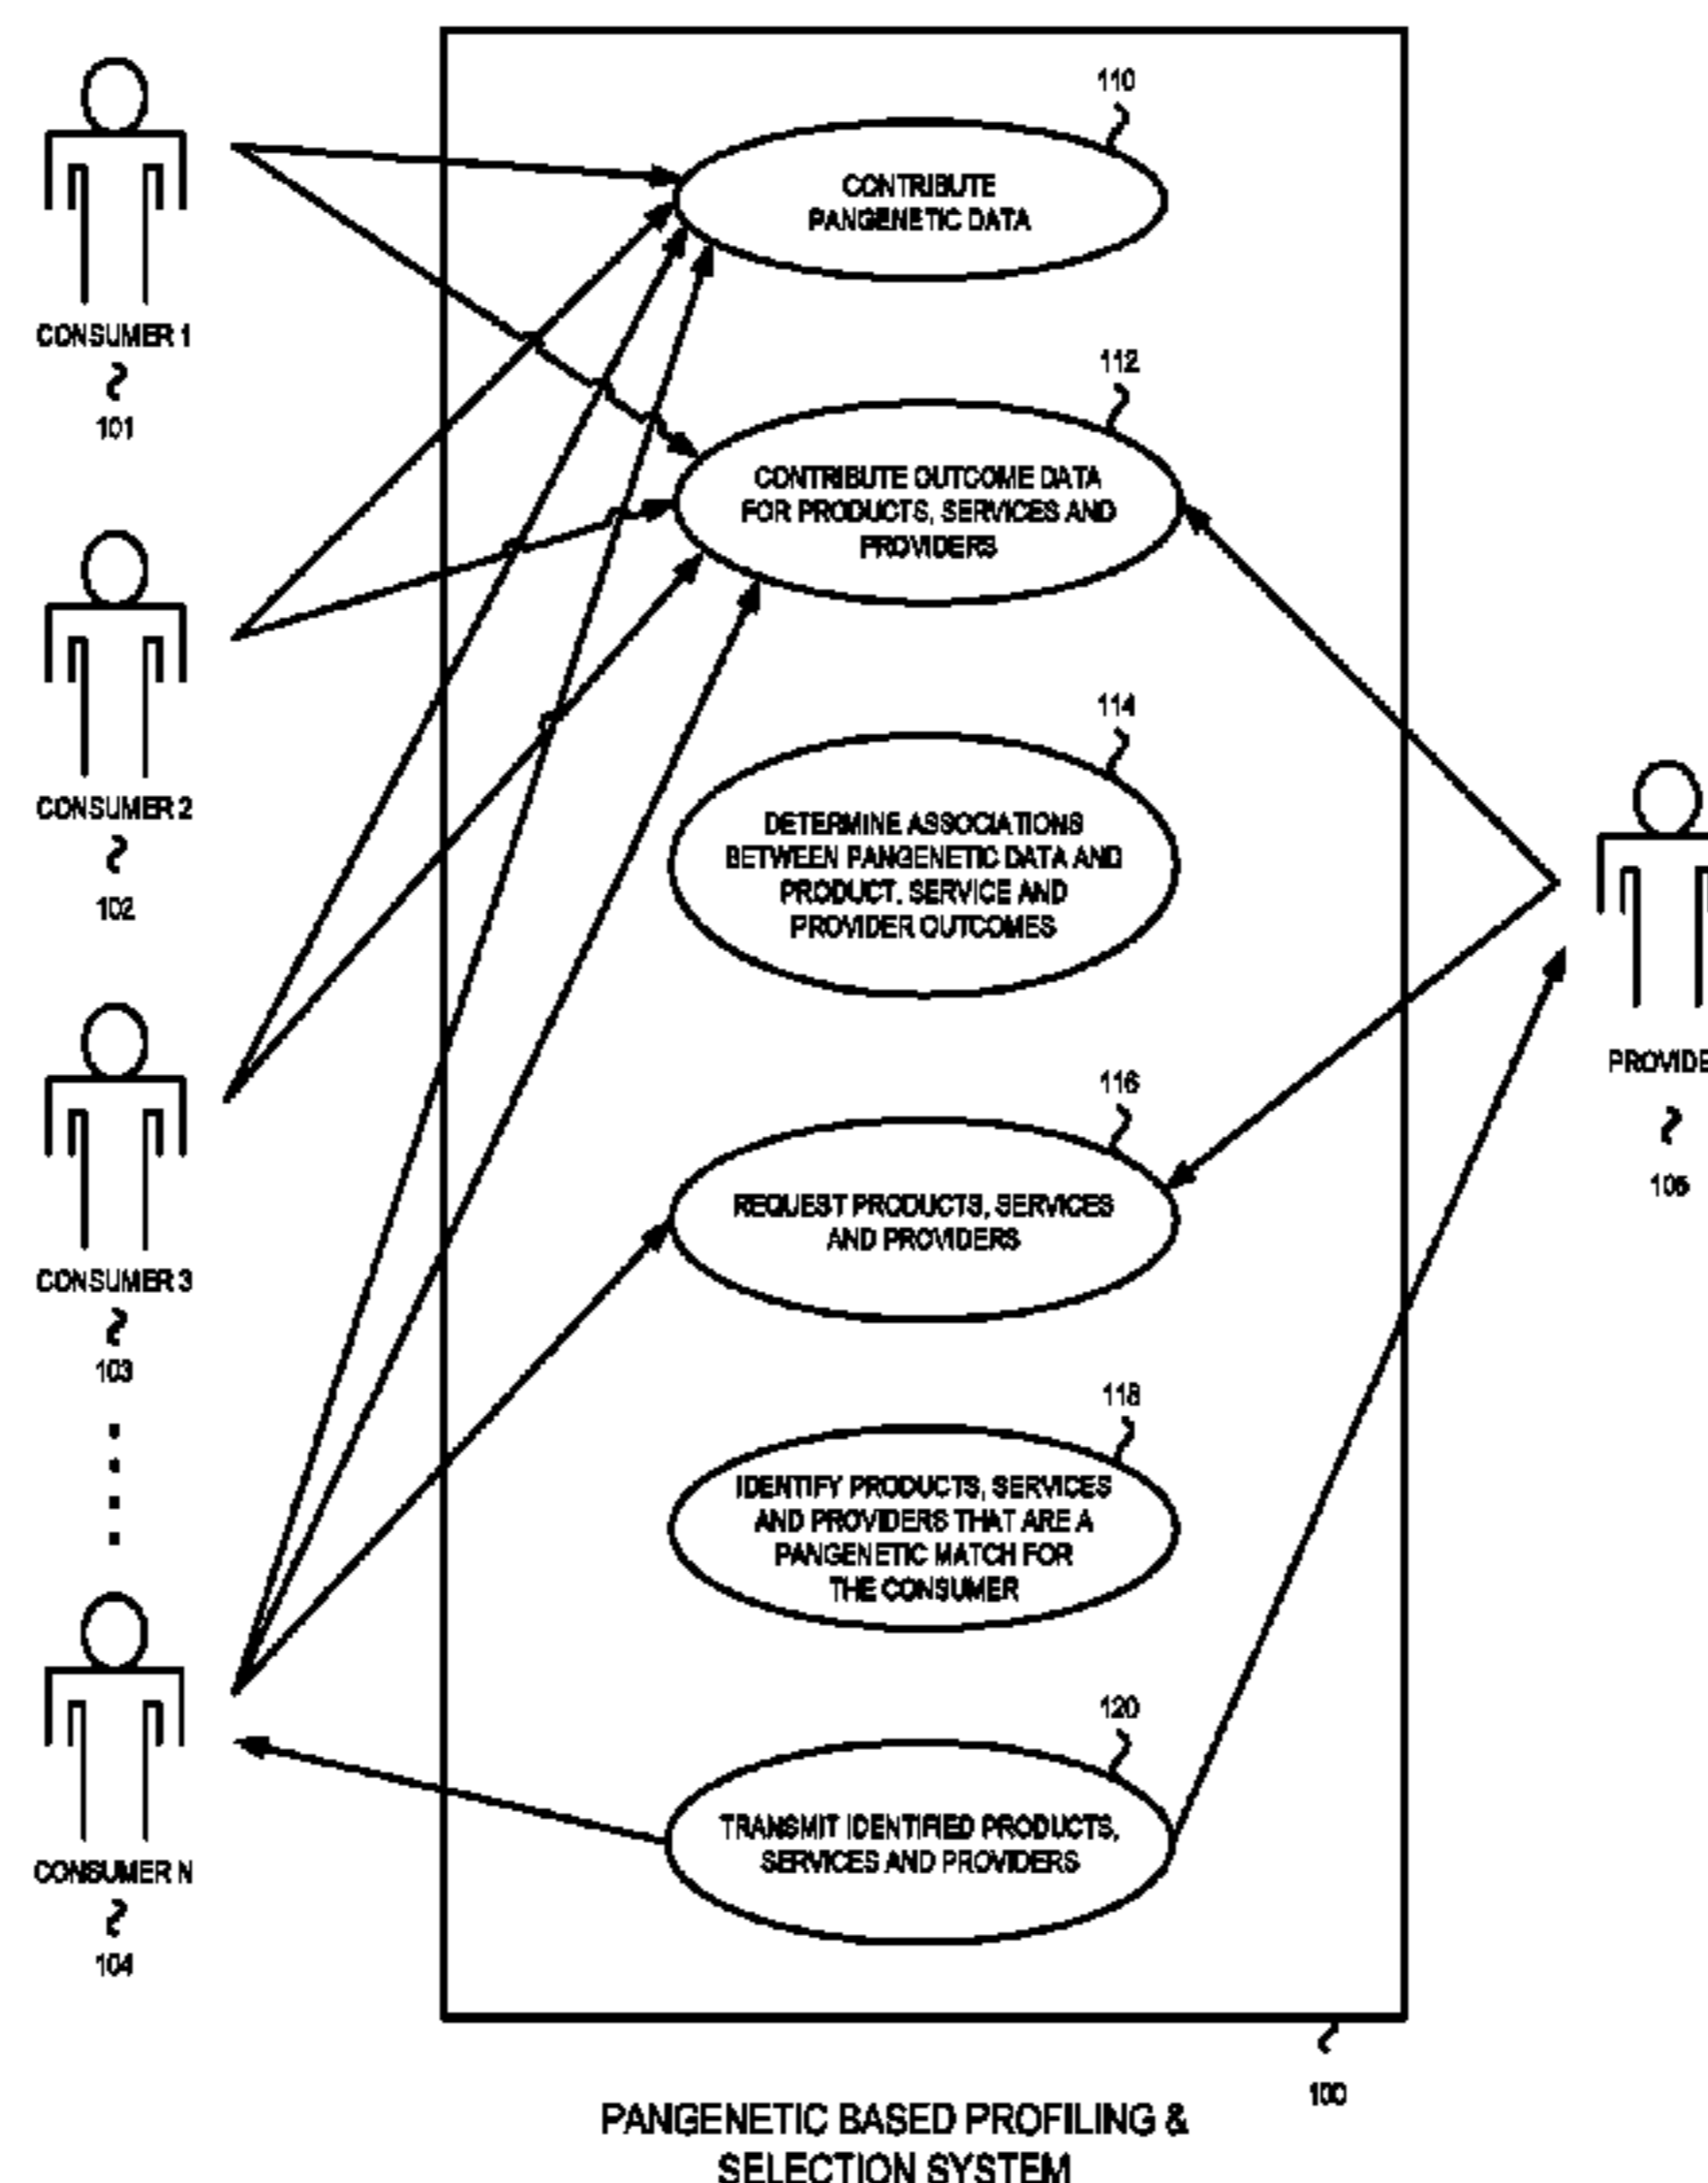 110
CONTRIBUTE
PANGENETIC DATA
CONSUMER 1
101
112
CONTRIBUTE OUTCOME DATA
FOR PRODUCTS, SERVICES AND
PROVIDERS
CONSUMER 2
102
114
DETERMINE ASSOCIATIONS
BETWEEN PANGENETIC DATA AND
PRODUCT, SERVICE AND
PROVIDER OUTCOMES
PROVIDE
105
CONSUMER 3
103
116
REQUEST PRODUCTS, SERVICES
AND PROVIDERS
118
IDENTIFY PRODUCTS, SERVICES
AND PROVIDERS THAT ARE A
PANGENETIC MATCH FOR
THE CONSUMER
CONSUMER N
104
120
TRANSMIT IDENTIFIED PRODUCTS,
SERVICES AND PROVIDERS
100
PANGENETIC BASED PROFILING &
SELECTION SYSTEM